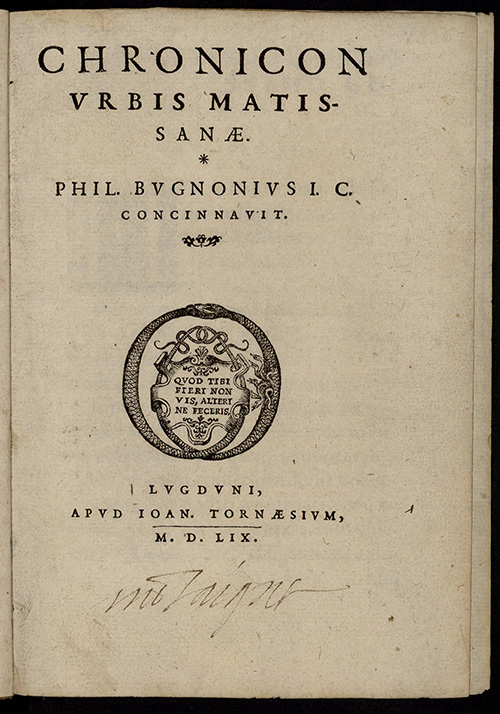 CHRONICON
VRBIS MATIS-
SANÆ.
*
PHIL. BVGNONIVS I. C.
CONCINNAVIT.
QVOD TIBI
FIERI NON
VIS, ALTERI
NE FECERIS.
LVGDVNI,
APVD IOAN. TORNÆSIVM,
M. D. LIX.